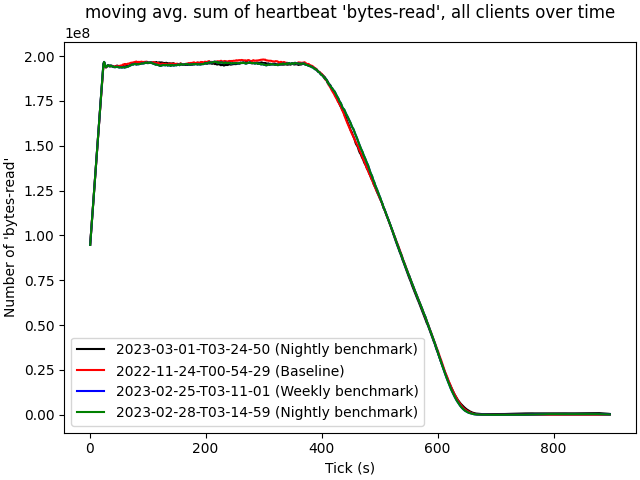 moving avg. sum of heartbeat 'bytes-read', all clients over time
1e8
2.00
1.75
1.50
1.25
1.00
0.75
0.50
0.25
0.00
Number of 'bytes-read'
2023-03-01-T03-24-50 (Nightly benchmark)
2022-11-24-T00-54-29 (Baseline)
2023-02-25-T03-11-01 (Weekly benchmark)
2023-02-28-T03-14-59 (Nightly benchmark)
0 200 400 600 800
Tick (s)